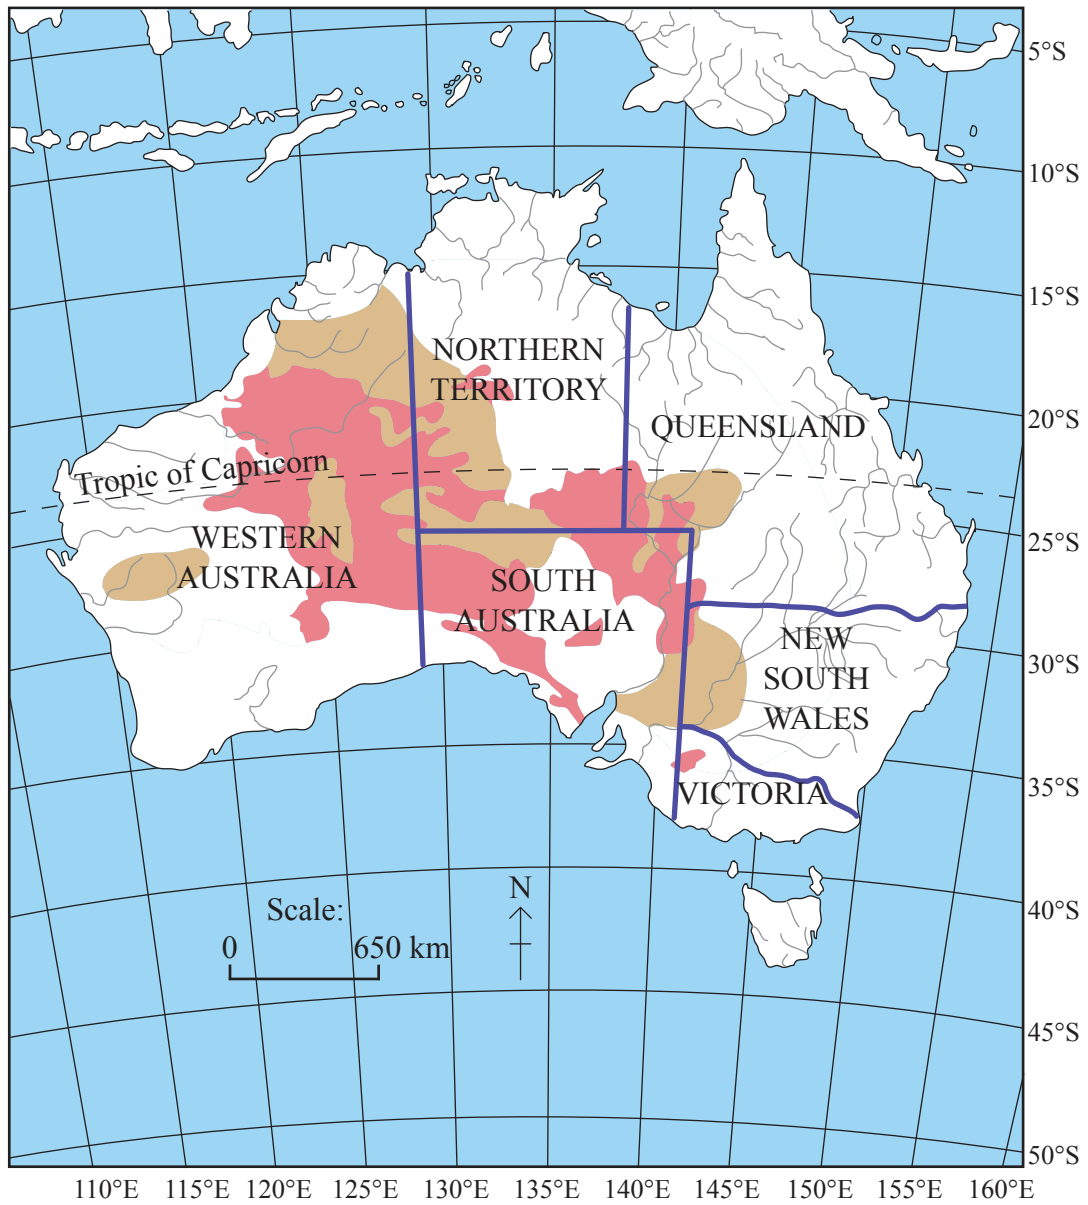 5°S
10°S
15°S
NORTHERN
TERRITORY
20°S
QUEENSLAND
Tropic of Capricorn
WESTERN
AUSTRALIA
25°S
SOUTH
AUSTRALIA
NEW
SOUTH
WALES
30°S
35°S
VICTORIA
N
Scale:
0 650 km
40°S
45°S
50°S
110°E 115°E 120°E 125°E 130°E 135°E 140°E 145°E 150°E 155°E 160°E